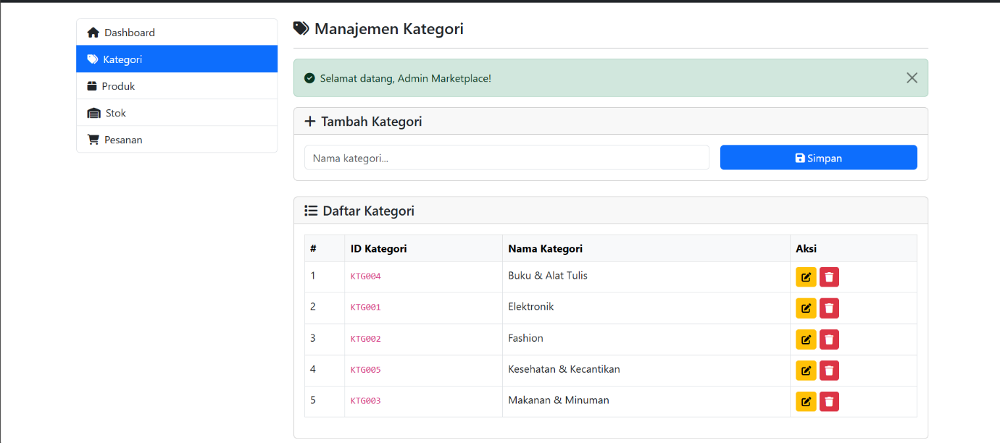 Dashboard
Kategori
Produk
Stok
Pesanan
Manajemen Kategori
Selamat datang, Admin Marketplace!
Tambah Kategori
Nama kategori...
Simpan
Daftar Kategori
# ID Kategori Nama Kategori Aksi
1 KTG004 Buku & Alat Tulis
2 KTG001 Elektronik
3 KTG002 Fashion
4 KTG005 Kesehatan & Kecantikan
5 KTG003 Makanan & Minuman